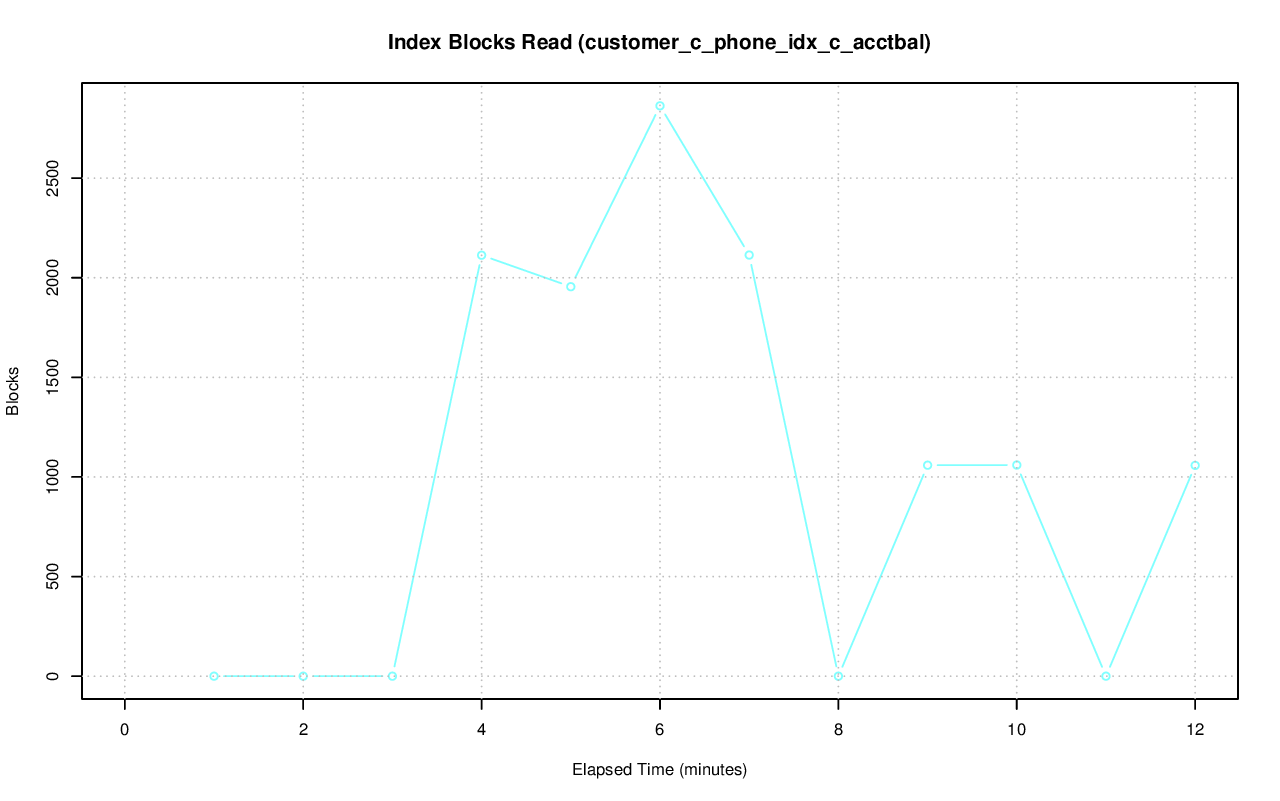 Index Blocks Read (customer_c_phone_idx_c_acctbal)
Blocks
2500
2000
1500
1000
500
0
0 2 4 6 8 10 12
Elapsed Time (minutes)